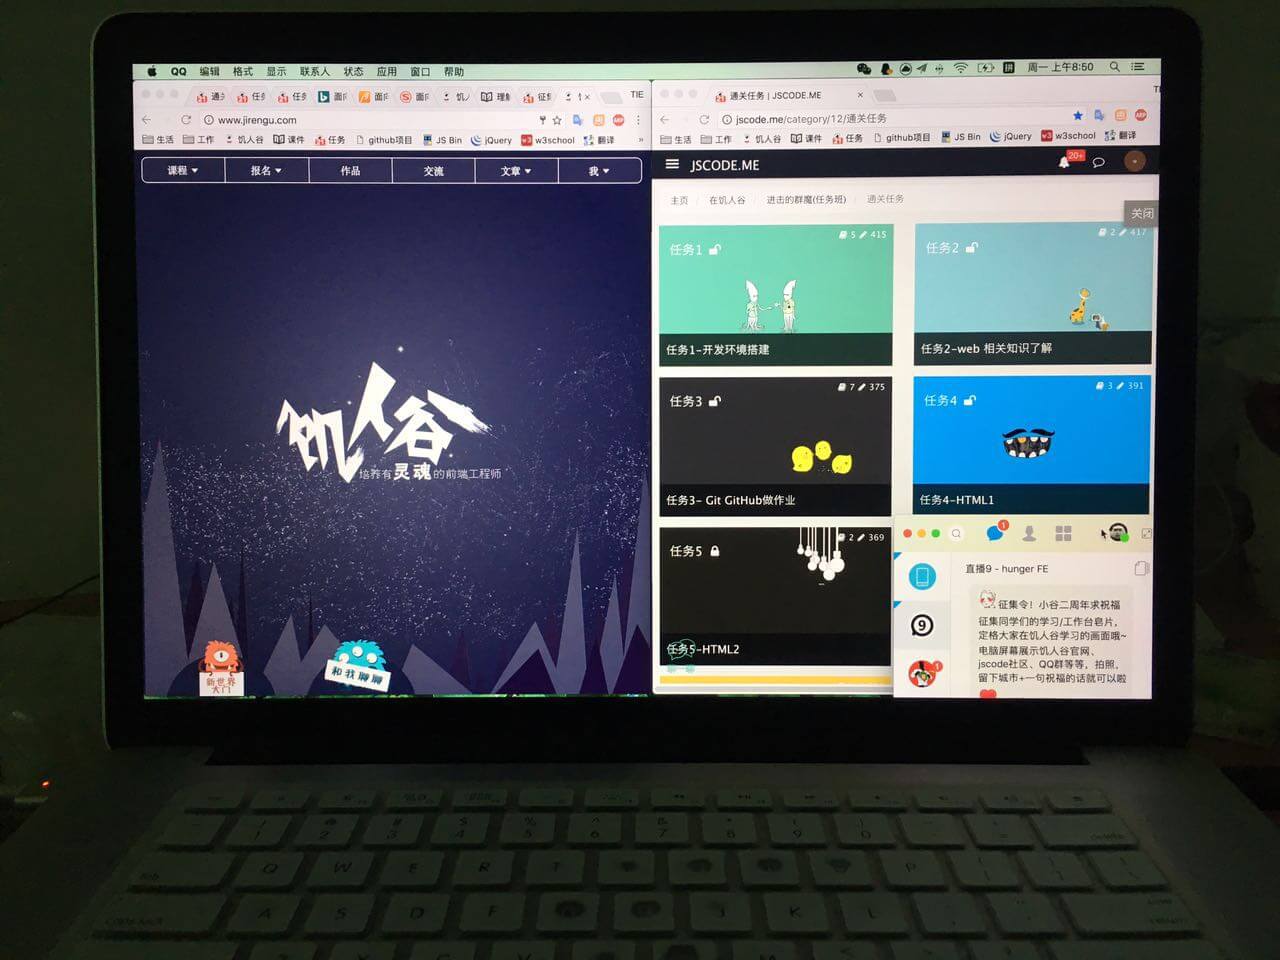 QQ 编辑 格式 显示 联系人 状态 应用 窗口 帮助
周一上午8:50
TIE
www.jirengu.com
生活 工作 饥人谷 课件 任务 github项目 JS Bin jQuery w3school 翻译 »
课程 报名 作品 交流 文章 我
饥人谷
培养有灵魂的前端工程师
新世界
大门
和我聊聊
通关任务 | JSCODE.ME
jscode.me/category/12/通关任务
生活 工作 饥人谷 课件 任务 github项目 JS Bin jQuery w3school 翻译
JSCODE.ME
20+
主页 / 在饥人谷 / 进击的群魔(任务班) / 通关任务
关闭
5 415
任务1
任务1-开发环境搭建
2 417
任务2
任务2-web 相关知识了解
7 375
任务3
任务3- Git GitHub做作业
3 391
任务4
任务4-HTML1
2 369
任务5
任务5-HTML2
1
直播9 - hunger FE
征集令！小谷二周年求祝福
征集同学们的学习/工作台皂片，
定格大家在饥人谷学习的画面哦~
电脑屏幕展示饥人谷官网、
jscode社区、QQ群等等，拍照，
留下城市+一句祝福的话就可以啦
9
1
Q W E R T P
A S D F J K L